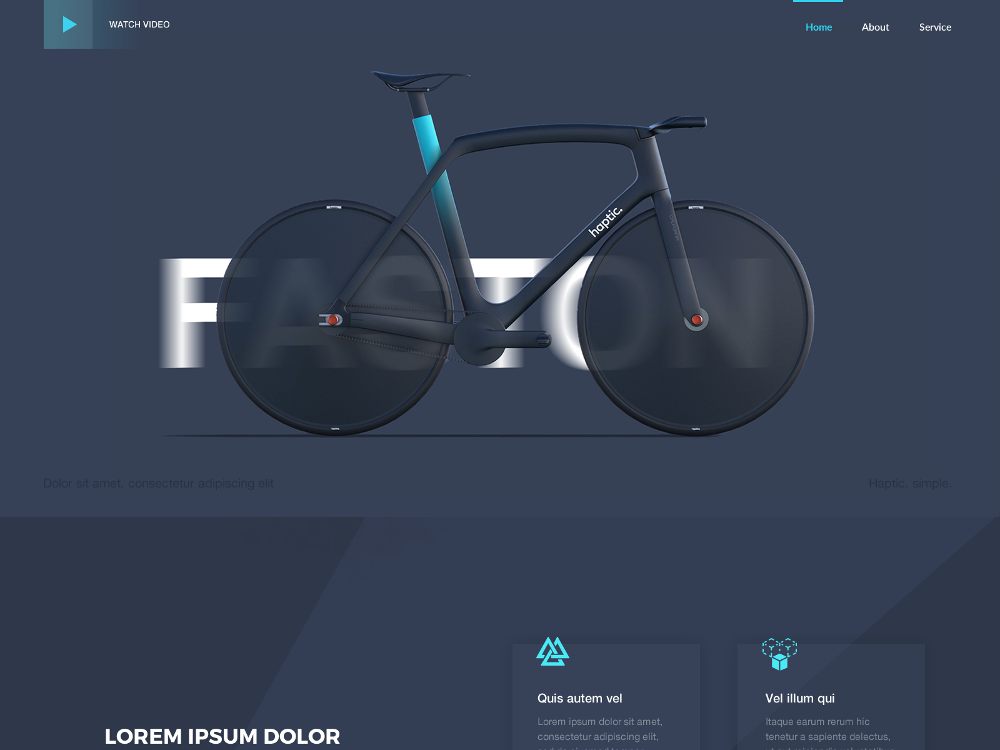 WATCH VIDEO
Home
About
Service
haptic.
FASTON
Dolor sit amet, consectetur adipiscing elit
Haptic. simple.
Quis autem vel
Lorem ipsum dolor sit amet,
consectetur adipiscing elit,
Vel illum qui
Itaque earum rerum hic
tenetur a sapiente delectus,
LOREM IPSUM DOLOR